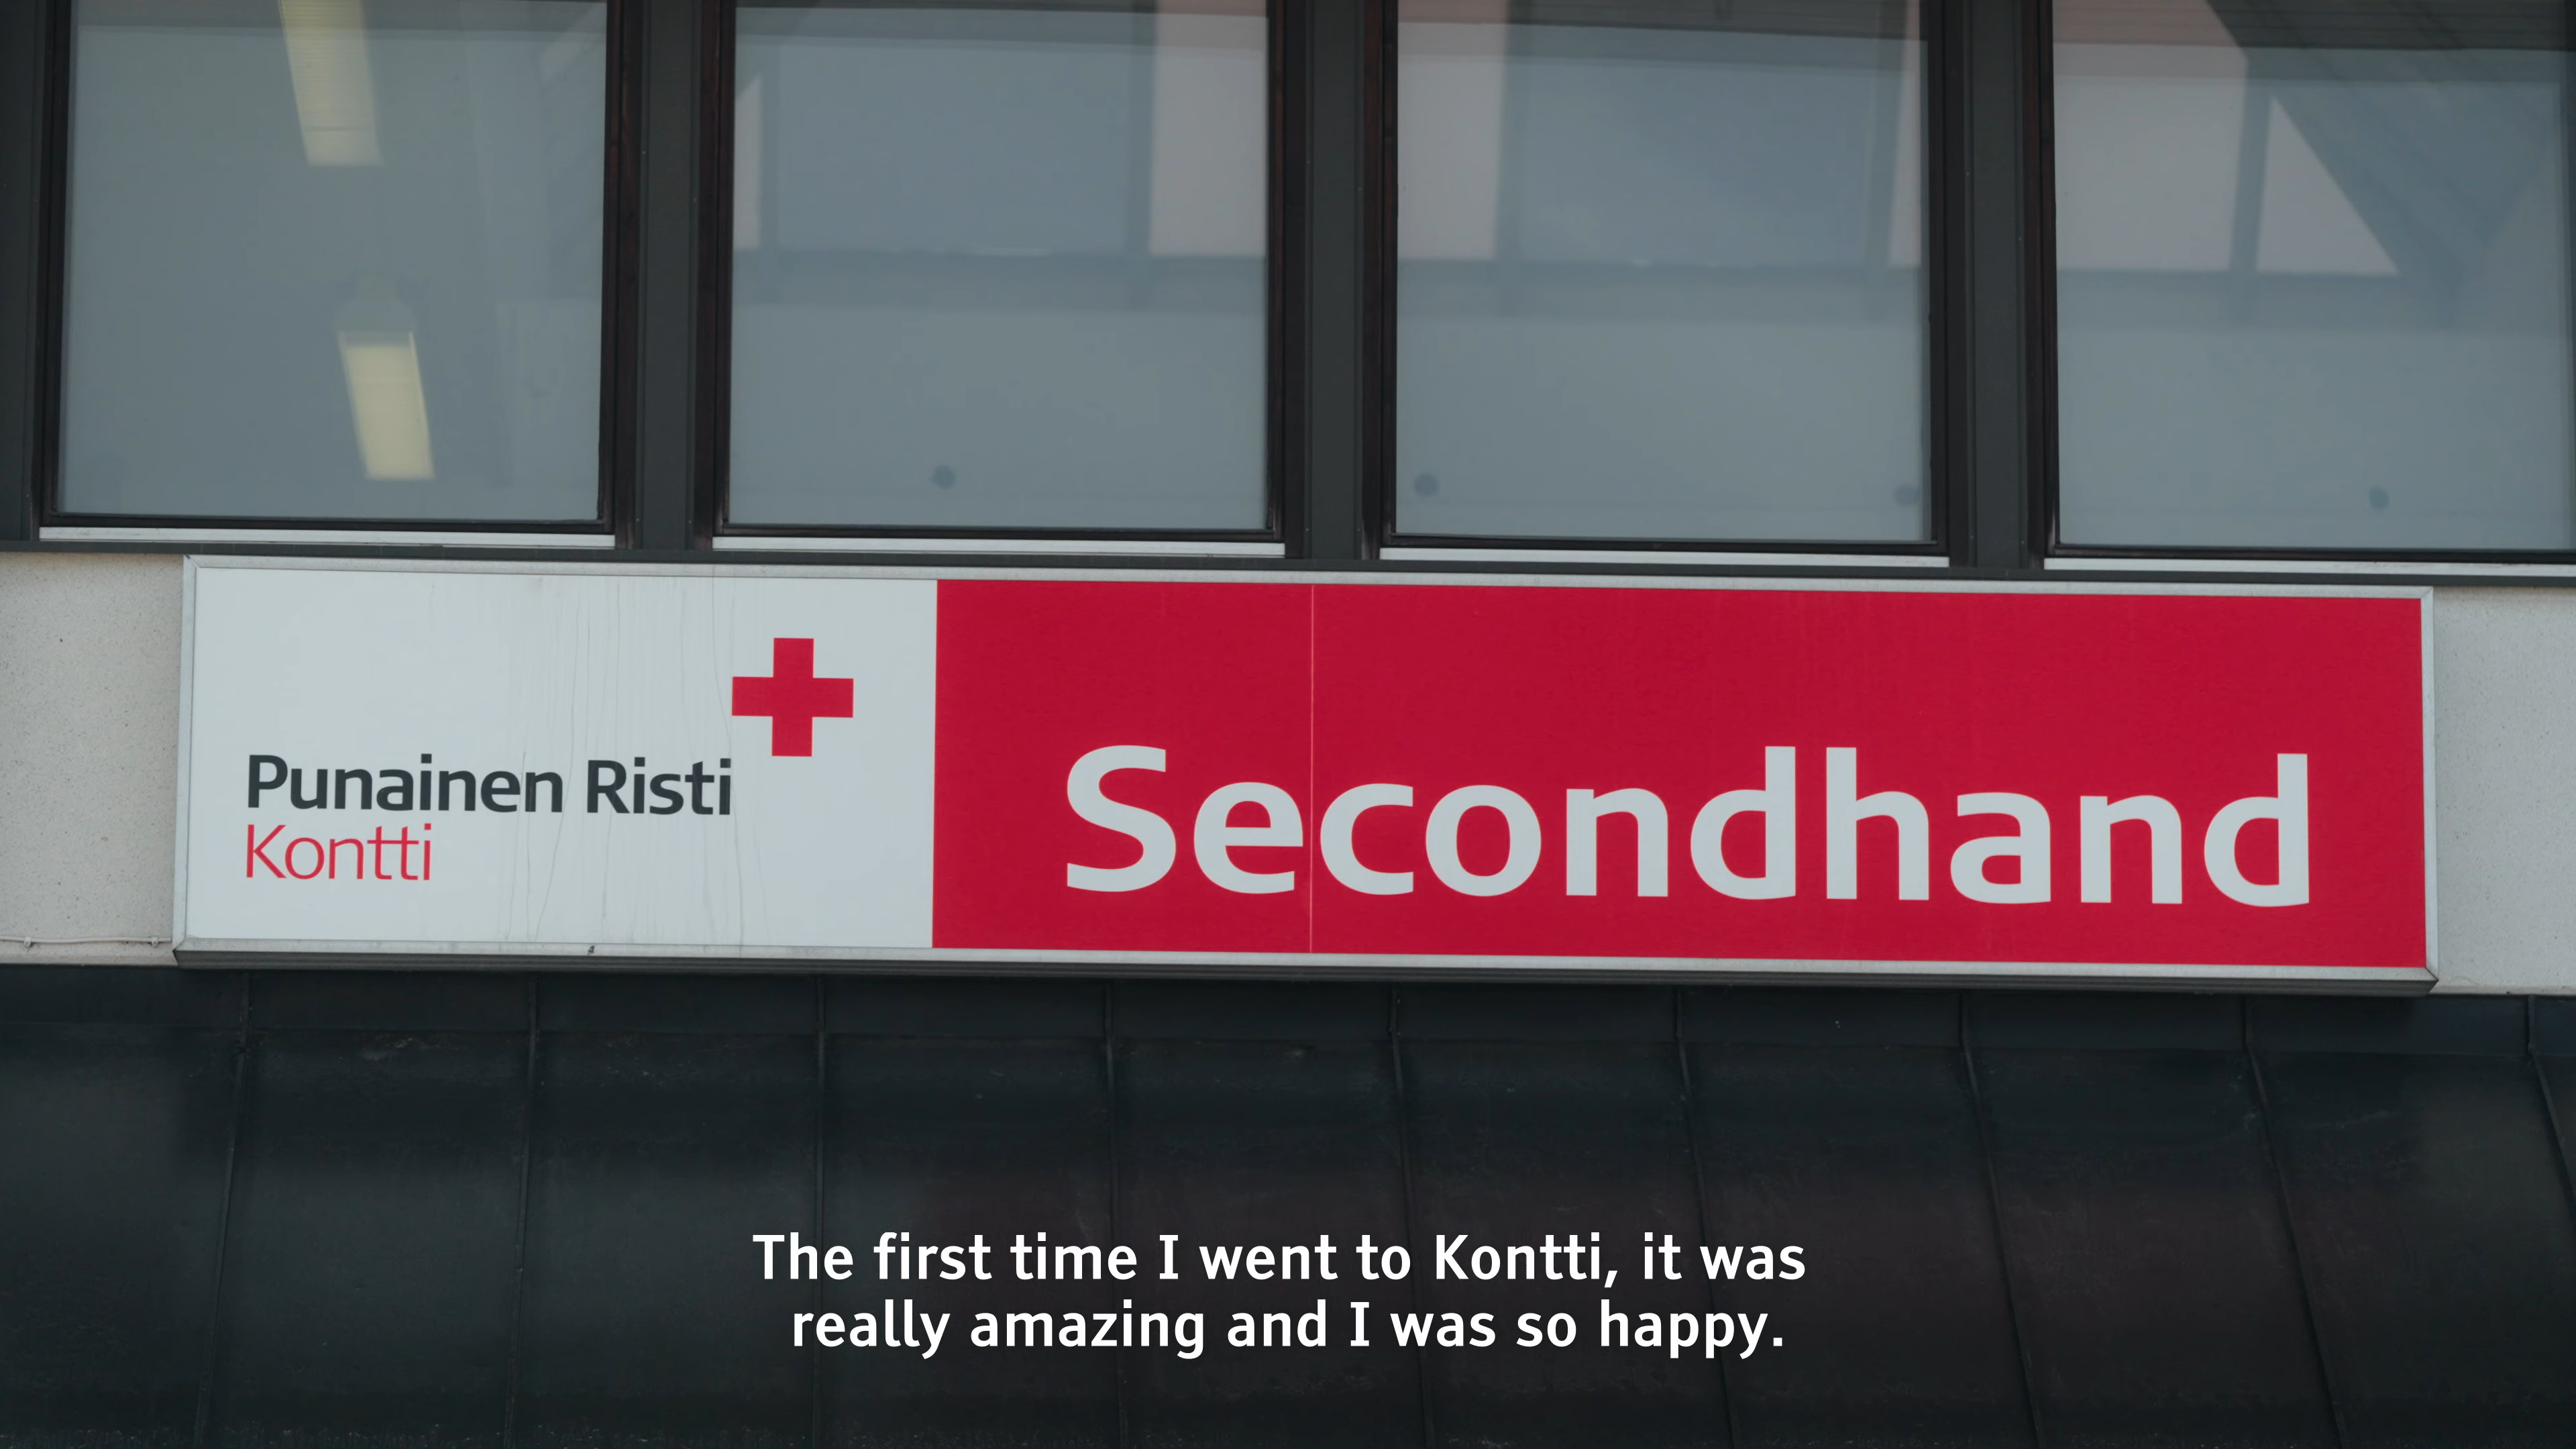 Punainen Risti
Kontti
Secondhand
The first time I went to Kontti, it was
really amazing and I was so happy.